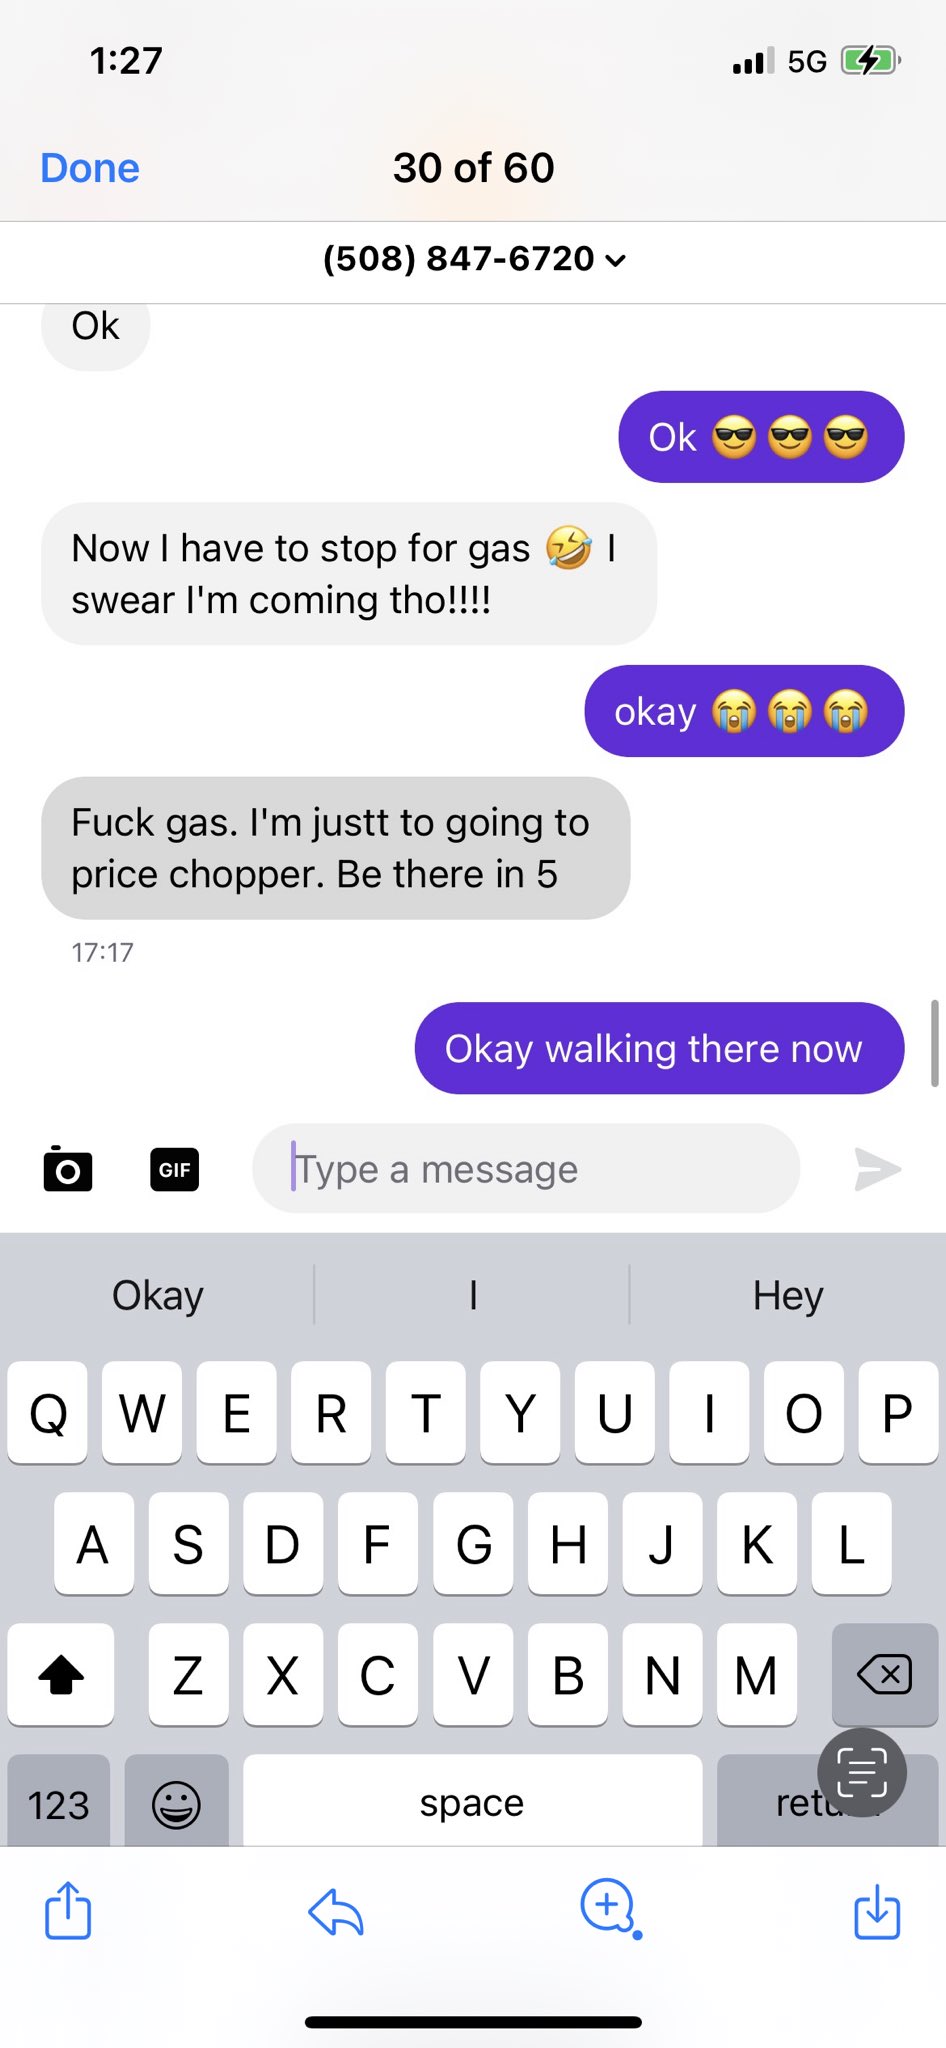 1:27 5G
Done 30 of 60
(508) 847-6720
Ok
Ok 😎😎😎
Now I have to stop for gas 🤣 I
swear I'm coming tho!!!!
okay 😭😭😭
Fuck gas. I'm justt to going to
price chopper. Be there in 5
17:17
Okay walking there now
GIF Type a message
Okay I Hey
Q W E R T Y U I O P
A S D F G H J K L
Z X C V B N M
123 space